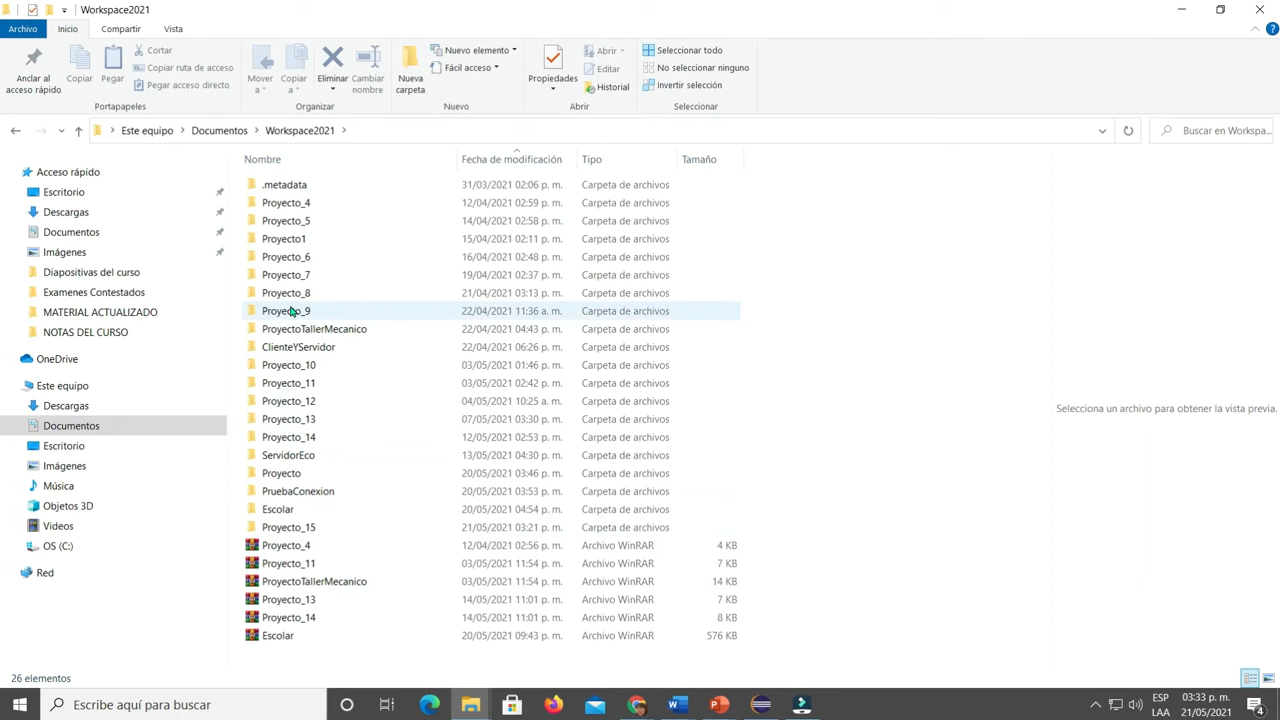 Workspace2021
Archivo Inicio Compartir Vista
Anclar al acceso rápido
Copiar
Pegar
Cortar
Copiar ruta de acceso
Pegar acceso directo
Portapapeles
Mover a
Copiar a
Eliminar
Cambiar nombre
Organizar
Nueva carpeta
Nuevo elemento
Fácil acceso
Nuevo
Propiedades
Abrir
Editar
Historial
Abrir
Seleccionar todo
No seleccionar ninguno
Invertir selección
Seleccionar
Este equipo > Documentos > Workspace2021 >
Buscar en Workspa...
Acceso rápido
Escritorio
Descargas
Documentos
Imágenes
Diapositivas del curso
Examenes Contestados
MATERIAL ACTUALIZADO
NOTAS DEL CURSO
OneDrive
Este equipo
Descargas
Documentos
Escritorio
Imágenes
Música
Objetos 3D
Videos
OS (C:)
Red
Nombre Fecha de modificación Tipo Tamaño
.metadata 31/03/2021 02:06 p. m. Carpeta de archivos
Proyecto_4 12/04/2021 02:59 p. m. Carpeta de archivos
Proyecto_5 14/04/2021 02:58 p. m. Carpeta de archivos
Proyecto1 15/04/2021 02:11 p. m. Carpeta de archivos
Proyecto_6 16/04/2021 02:48 p. m. Carpeta de archivos
Proyecto_7 19/04/2021 02:37 p. m. Carpeta de archivos
Proyecto_8 21/04/2021 03:13 p. m. Carpeta de archivos
Proyecto_9 22/04/2021 11:36 a. m. Carpeta de archivos
ProyectoTallerMecanico 22/04/2021 04:43 p. m. Carpeta de archivos
ClienteYServidor 22/04/2021 06:26 p. m. Carpeta de archivos
Proyecto_10 03/05/2021 01:46 p. m. Carpeta de archivos
Proyecto_11 03/05/2021 02:42 p. m. Carpeta de archivos
Proyecto_12 04/05/2021 10:25 a. m. Carpeta de archivos
Proyecto_13 07/05/2021 03:30 p. m. Carpeta de archivos
Proyecto_14 12/05/2021 02:53 p. m. Carpeta de archivos
ServidorEco 13/05/2021 04:30 p. m. Carpeta de archivos
Proyecto 20/05/2021 03:46 p. m. Carpeta de archivos
PruebaConexion 20/05/2021 03:53 p. m. Carpeta de archivos
Escolar 20/05/2021 04:54 p. m. Carpeta de archivos
Proyecto_15 21/05/2021 03:21 p. m. Carpeta de archivos
Proyecto_4 12/04/2021 02:56 p. m. Archivo WinRAR 4 KB
Proyecto_11 03/05/2021 11:54 p. m. Archivo WinRAR 7 KB
ProyectoTallerMecanico 03/05/2021 11:54 p. m. Archivo WinRAR 14 KB
Proyecto_13 14/05/2021 11:01 p. m. Archivo WinRAR 7 KB
Proyecto_14 14/05/2021 11:01 p. m. Archivo WinRAR 8 KB
Escolar 20/05/2021 09:43 p. m. Archivo WinRAR 576 KB
Selecciona un archivo para obtener la vista previa.
26 elementos
Escribe aquí para buscar
ESP
LAA
03:33 p. m.
21/05/2021
4